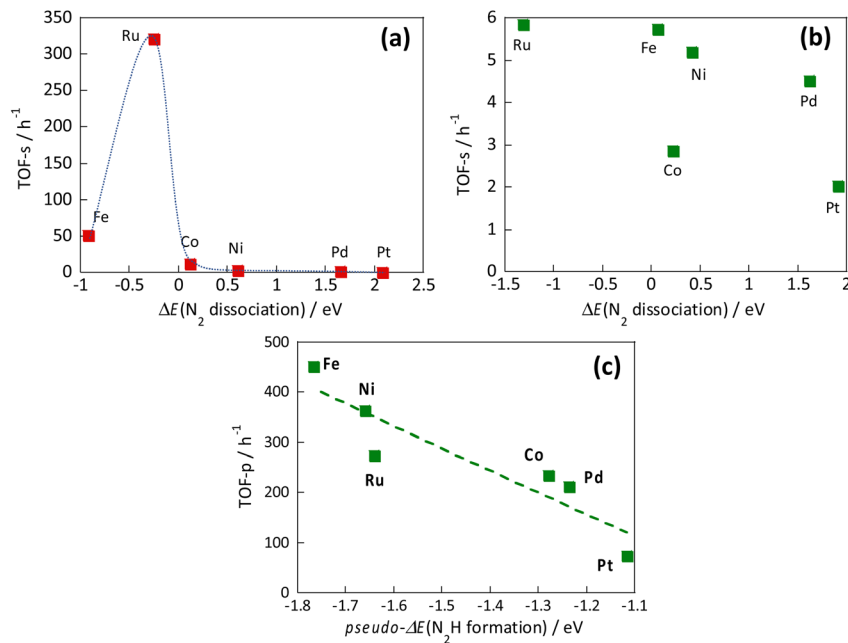 (a)
TOF-s / h⁻¹
350
300
250
200
150
100
50
0
Ru
Fe
Co
Ni
Pd
Pt
-1
-0.5
0
0.5
1
1.5
2
2.5
ΔE(N₂ dissociation) / eV
(b)
TOF-s / h⁻¹
6
5
4
3
2
1
0
Ru
Fe
Ni
Co
Pd
Pt
-1.5
-1
-0.5
0
0.5
1
1.5
2
ΔE(N₂ dissociation) / eV
(c)
TOF-p / h⁻¹
500
400
300
200
100
0
Fe
Ni
Ru
Co
Pd
Pt
-1.8
-1.7
-1.6
-1.5
-1.4
-1.3
-1.2
-1.1
pseudo-ΔE(N₂H formation) / eV